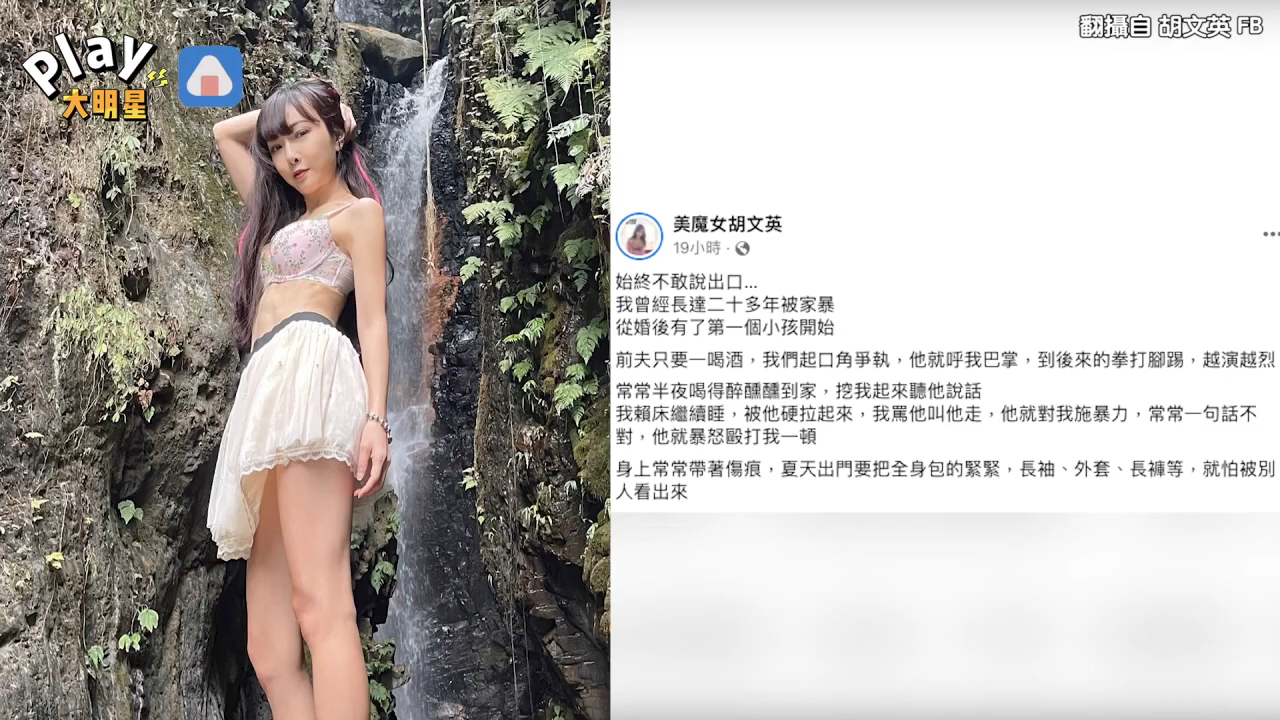 Play
大明星
翻攝自 胡文英 FB
美魔女胡文英
19小時
始終不敢說出口...
我曾經長達二十多年被家暴
從婚後有了第一個小孩開始
前夫只要一喝酒，我們起口角爭執，他就呼我巴掌，到後來的拳打腳踢，越演越烈
常常半夜喝得醉醺醺到家，挖我起來聽他說話
我賴床繼續睡，被他硬拉起來，我罵他叫他走，他就對我施暴力，常常一句話不
對，他就暴怒毆打我一頓
身上常常帶著傷痕，夏天出門要把全身包的緊緊，長袖、外套、長褲等，就怕被別
人看出來